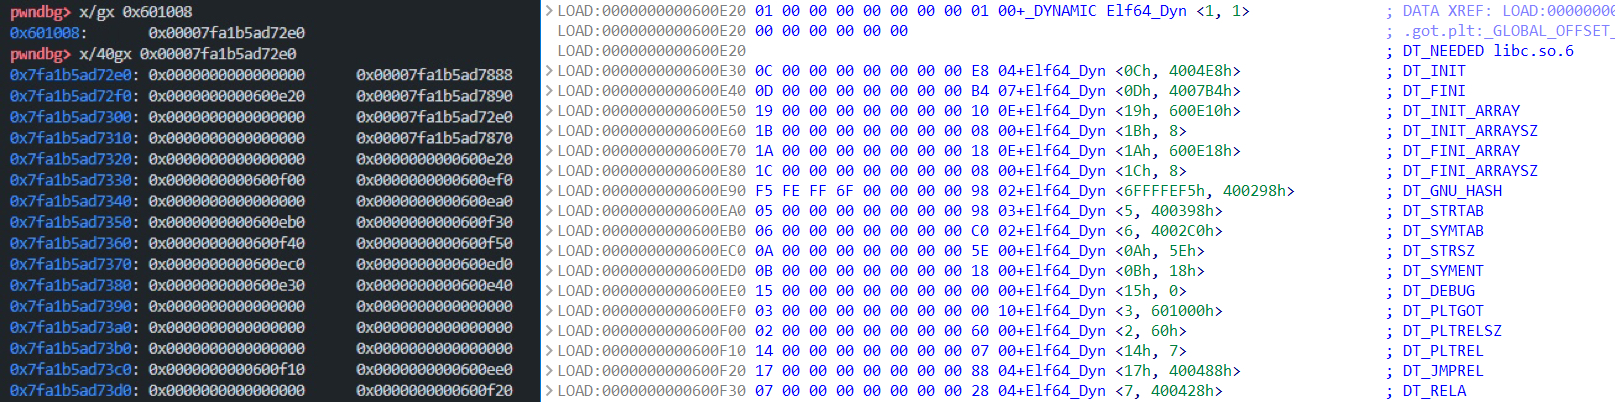 pwndbg> x/gx 0x601008
0x601008:	0x00007fa1b5ad72e0
pwndbg> x/40gx 0x00007fa1b5ad72e0
0x7fa1b5ad72e0: 0x0000000000000000	0x00007fa1b5ad7888
0x7fa1b5ad72f0: 0x0000000000600e20	0x00007fa1b5ad7890
0x7fa1b5ad7300: 0x0000000000000000	0x00007fa1b5ad72e0
0x7fa1b5ad7310: 0x0000000000000000	0x00007fa1b5ad7870
0x7fa1b5ad7320: 0x0000000000000000	0x0000000000600e20
0x7fa1b5ad7330: 0x0000000000600f00	0x0000000000600ef0
0x7fa1b5ad7340: 0x0000000000000000	0x0000000000600ea0
0x7fa1b5ad7350: 0x0000000000600eb0	0x0000000000600f30
0x7fa1b5ad7360: 0x0000000000600f40	0x0000000000600f50
0x7fa1b5ad7370: 0x0000000000600ec0	0x0000000000600ed0
0x7fa1b5ad7380: 0x0000000000600e30	0x0000000000600e40
0x7fa1b5ad7390: 0x0000000000000000	0x0000000000000000
0x7fa1b5ad73a0: 0x0000000000000000	0x0000000000000000
0x7fa1b5ad73b0: 0x0000000000000000	0x0000000000000000
0x7fa1b5ad73c0: 0x0000000000600f10	0x0000000000600ee0
0x7fa1b5ad73d0: 0x0000000000000000	0x0000000000600f20
LOAD:0000000000600E20 01 00 00 00 00 00 00 00 01 00+_DYNAMIC Elf64_Dyn <1, 1>	; DATA XREF: LOAD:00000000
LOAD:0000000000600E20 00 00 00 00 00 00	; .got.plt:_GLOBAL_OFFSET_
LOAD:0000000000600E20	; DT_NEEDED libc.so.6
LOAD:0000000000600E30 0C 00 00 00 00 00 00 00 E8 04+Elf64_Dyn <0Ch, 4004E8h>	; DT_INIT
LOAD:0000000000600E40 0D 00 00 00 00 00 00 00 B4 07+Elf64_Dyn <0Dh, 4007B4h>	; DT_FINI
LOAD:0000000000600E50 19 00 00 00 00 00 00 00 10 0E+Elf64_Dyn <19h, 600E10h>	; DT_INIT_ARRAY
LOAD:0000000000600E60 1B 00 00 00 00 00 00 00 08 00+Elf64_Dyn <1Bh, 8>	; DT_INIT_ARRAYSZ
LOAD:0000000000600E70 1A 00 00 00 00 00 00 00 18 0E+Elf64_Dyn <1Ah, 600E18h>	; DT_FINI_ARRAY
LOAD:0000000000600E80 1C 00 00 00 00 00 00 00 08 00+Elf64_Dyn <1Ch, 8>	; DT_FINI_ARRAYSZ
LOAD:0000000000600E90 F5 FE FF 6F 00 00 00 00 98 02+Elf64_Dyn <6FFFFEF5h, 400298h>	; DT_GNU_HASH
LOAD:0000000000600EA0 05 00 00 00 00 00 00 00 98 03+Elf64_Dyn <5, 400398h>	; DT_STRTAB
LOAD:0000000000600EB0 06 00 00 00 00 00 00 00 C0 02+Elf64_Dyn <6, 4002C0h>	; DT_SYMTAB
LOAD:0000000000600EC0 0A 00 00 00 00 00 00 00 5E 00+Elf64_Dyn <0Ah, 5Eh>	; DT_STRSZ
LOAD:0000000000600ED0 0B 00 00 00 00 00 00 00 18 00+Elf64_Dyn <0Bh, 18h>	; DT_SYMENT
LOAD:0000000000600EE0 15 00 00 00 00 00 00 00 00 00+Elf64_Dyn <15h, 0>	; DT_DEBUG
LOAD:0000000000600EF0 03 00 00 00 00 00 00 00 00 10+Elf64_Dyn <3, 601000h>	; DT_PLTGOT
LOAD:0000000000600F00 02 00 00 00 00 00 00 00 60 00+Elf64_Dyn <2, 60h>	; DT_PLTRELSZ
LOAD:0000000000600F10 14 00 00 00 00 00 00 00 07 00+Elf64_Dyn <14h, 7>	; DT_PLTREL
LOAD:0000000000600F20 17 00 00 00 00 00 00 00 88 04+Elf64_Dyn <17h, 400488h>	; DT_JMPREL
LOAD:0000000000600F30 07 00 00 00 00 00 00 00 28 04+Elf64_Dyn <7, 400428h>	; DT_RELA